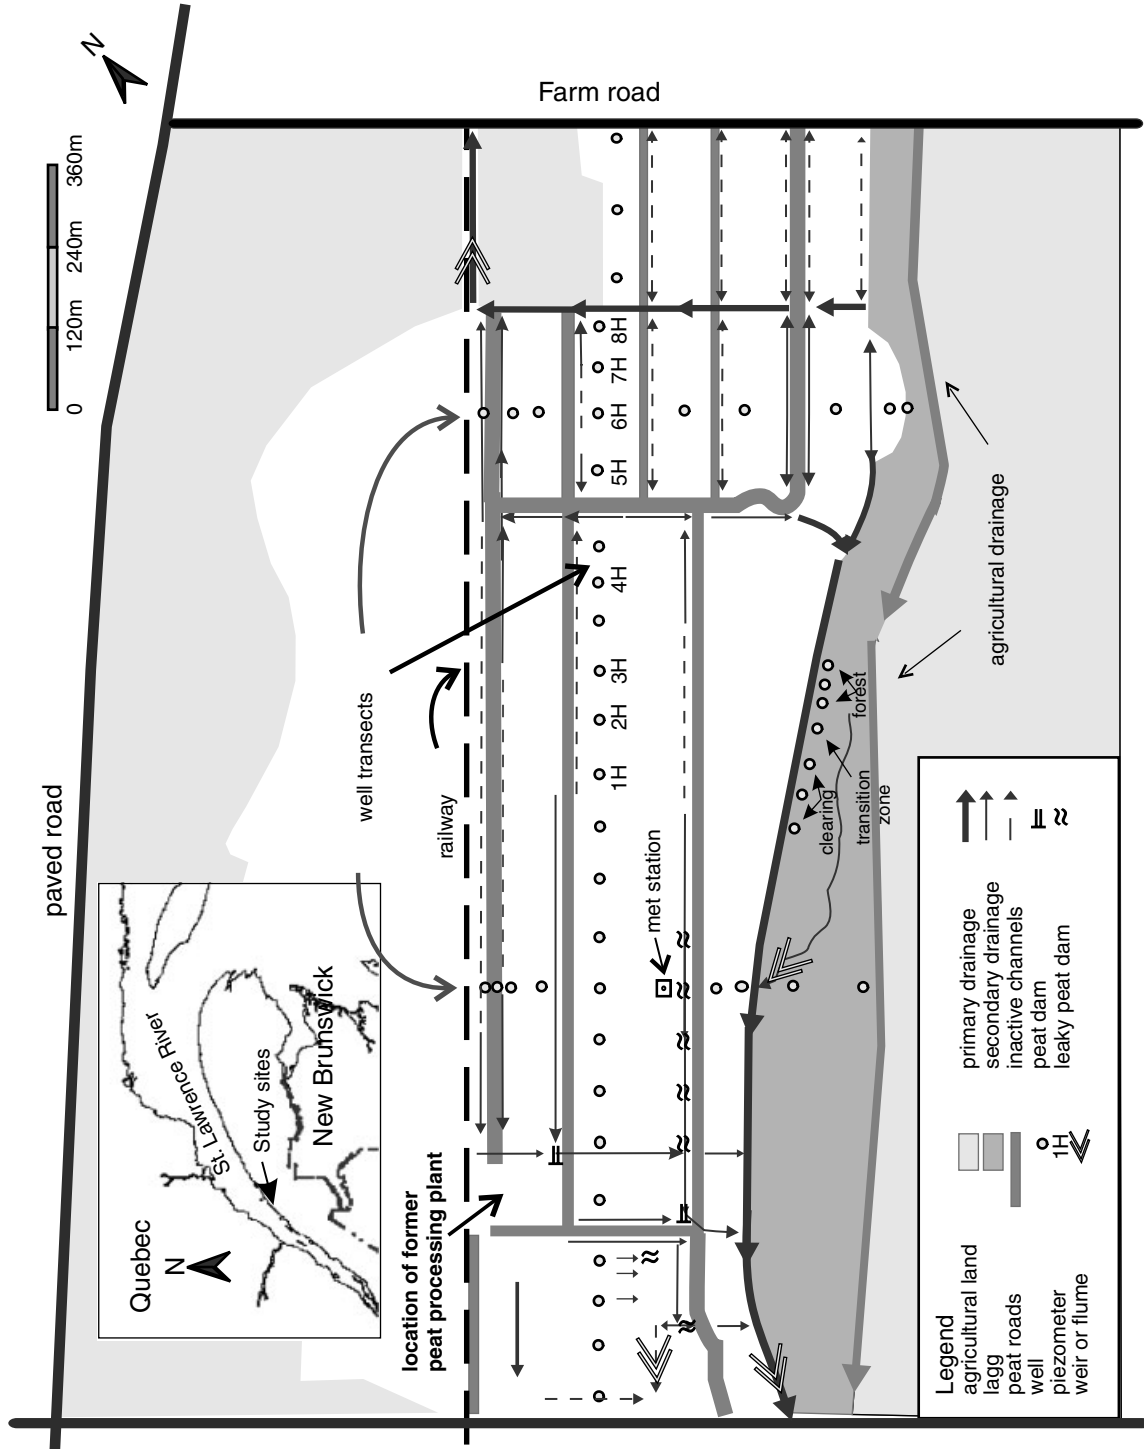 N
0
120m
240m
360m
Farm road
paved road
well transects
railway
8H
7H
6H
5H
4H
3H
2H
1H
met station
agricultural drainage
forest
clearing
transition
zone
location of former
peat processing plant
Quebec
N
St. Lawrence River
Study sites
New Brunswick
Legend
agricultural land
lagg
peat roads
well
piezometer
1H
weir or flume
primary drainage
secondary drainage
inactive channels
peat dam
leaky peat dam